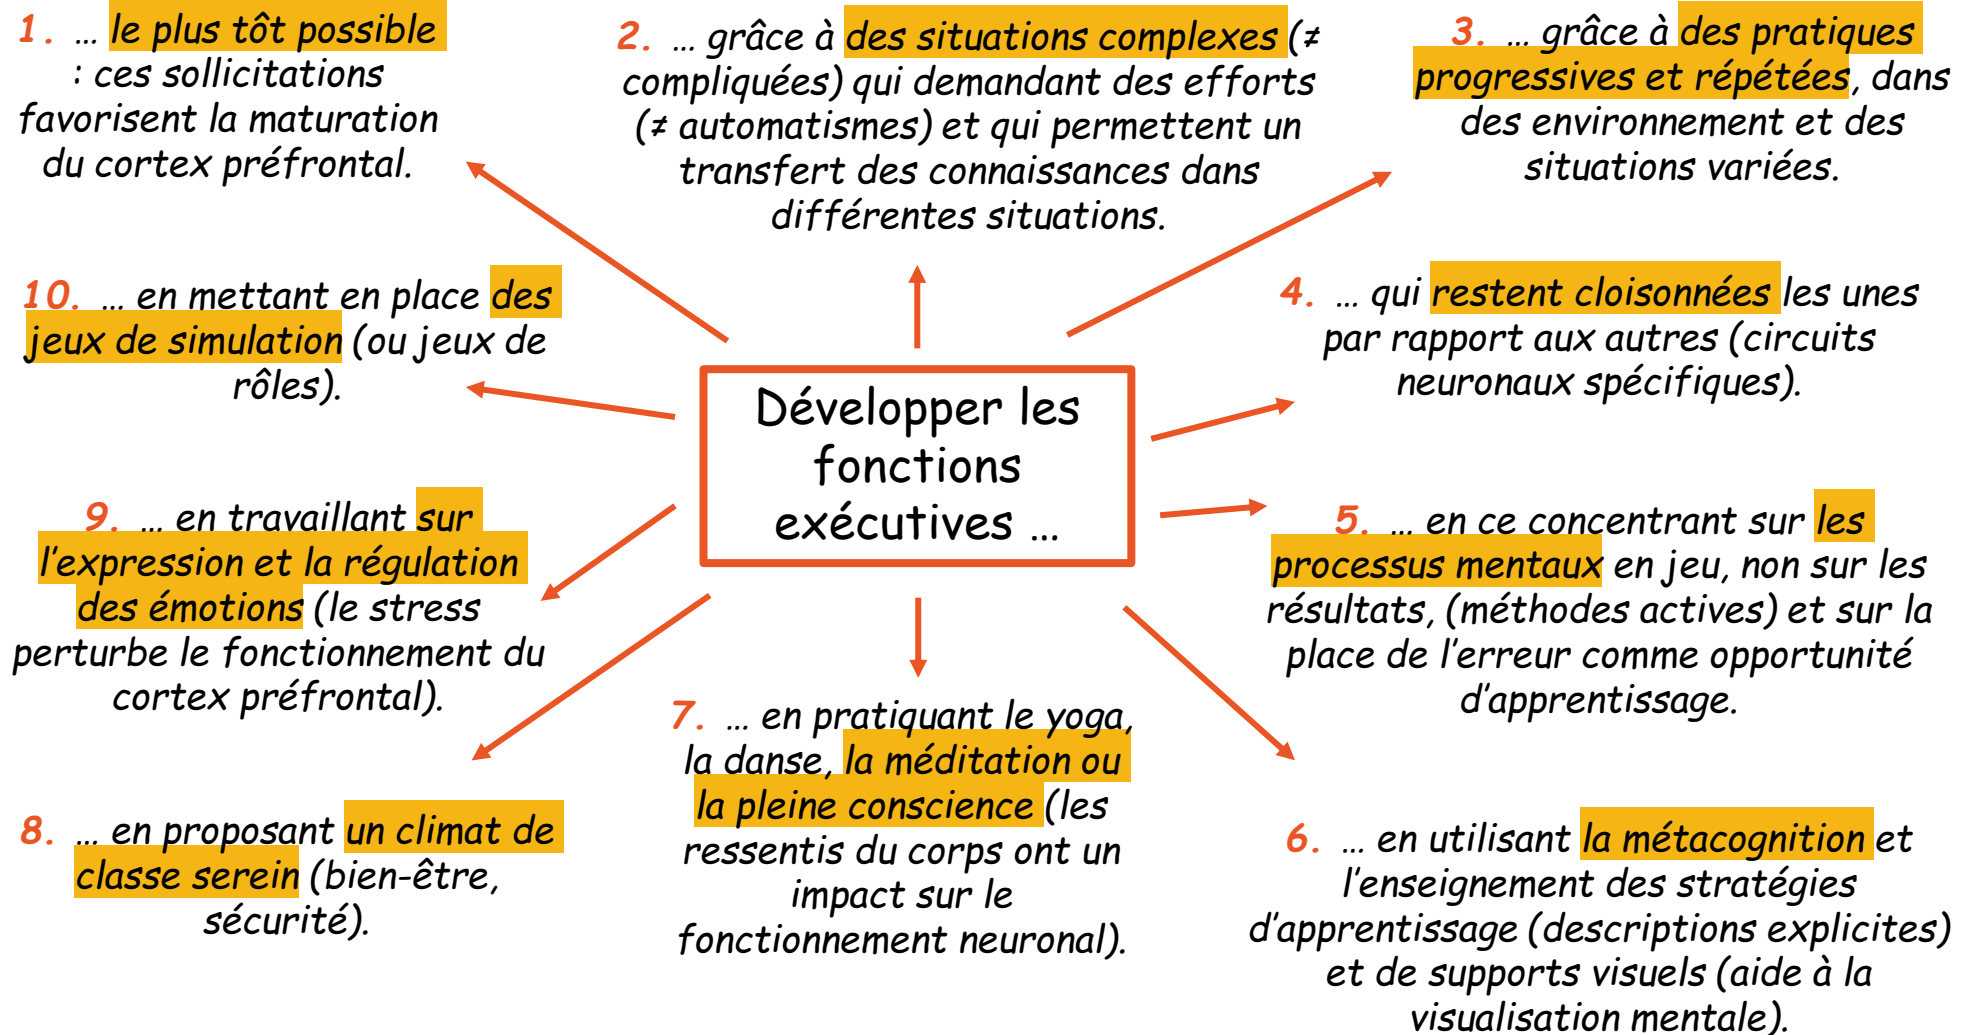 1. … le plus tôt possible
: ces sollicitations
favorisent la maturation
du cortex préfrontal.
2. … grâce à des situations complexes (≠
compliquées) qui demandant des efforts
(≠ automatismes) et qui permettent un
transfert des connaissances dans
différentes situations.
3. … grâce à des pratiques
progressives et répétées, dans
des environnement et des
situations variées.
10. … en mettant en place des
jeux de simulation (ou jeux de
rôles).
4. … qui restent cloisonnées les unes
par rapport aux autres (circuits
neuronaux spécifiques).
Développer les
fonctions
exécutives …
9. … en travaillant sur
l'expression et la régulation
des émotions (le stress
perturbe le fonctionnement du
cortex préfrontal).
5. … en ce concentrant sur les
processus mentaux en jeu, non sur les
résultats, (méthodes actives) et sur la
place de l'erreur comme opportunité
d'apprentissage.
8. … en proposant un climat de
classe serein (bien-être,
sécurité).
7. … en pratiquant le yoga,
la danse, la méditation ou
la pleine conscience (les
ressentis du corps ont un
impact sur le
fonctionnement neuronal).
6. … en utilisant la métacognition et
l'enseignement des stratégies
d'apprentissage (descriptions explicites)
et de supports visuels (aide à la
visualisation mentale).